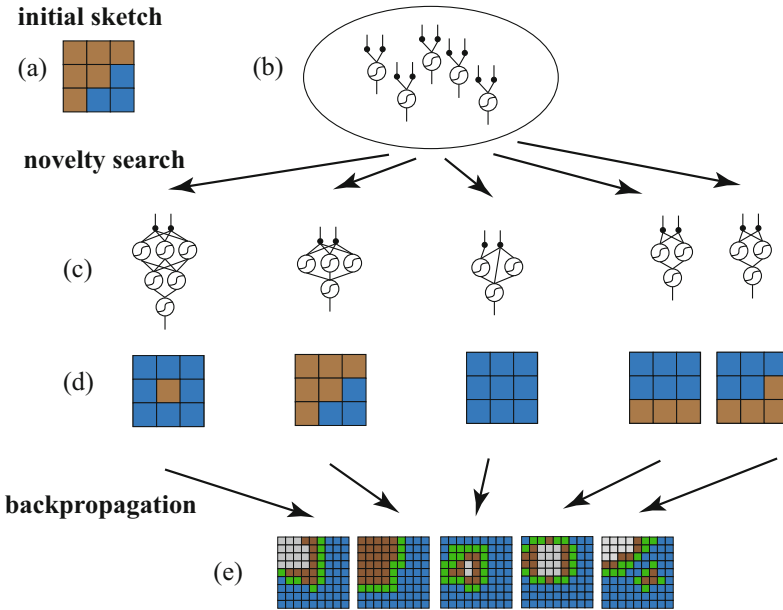 initial sketch
(a)
(b)
novelty search
(c)
(d)
backpropagation
(e)